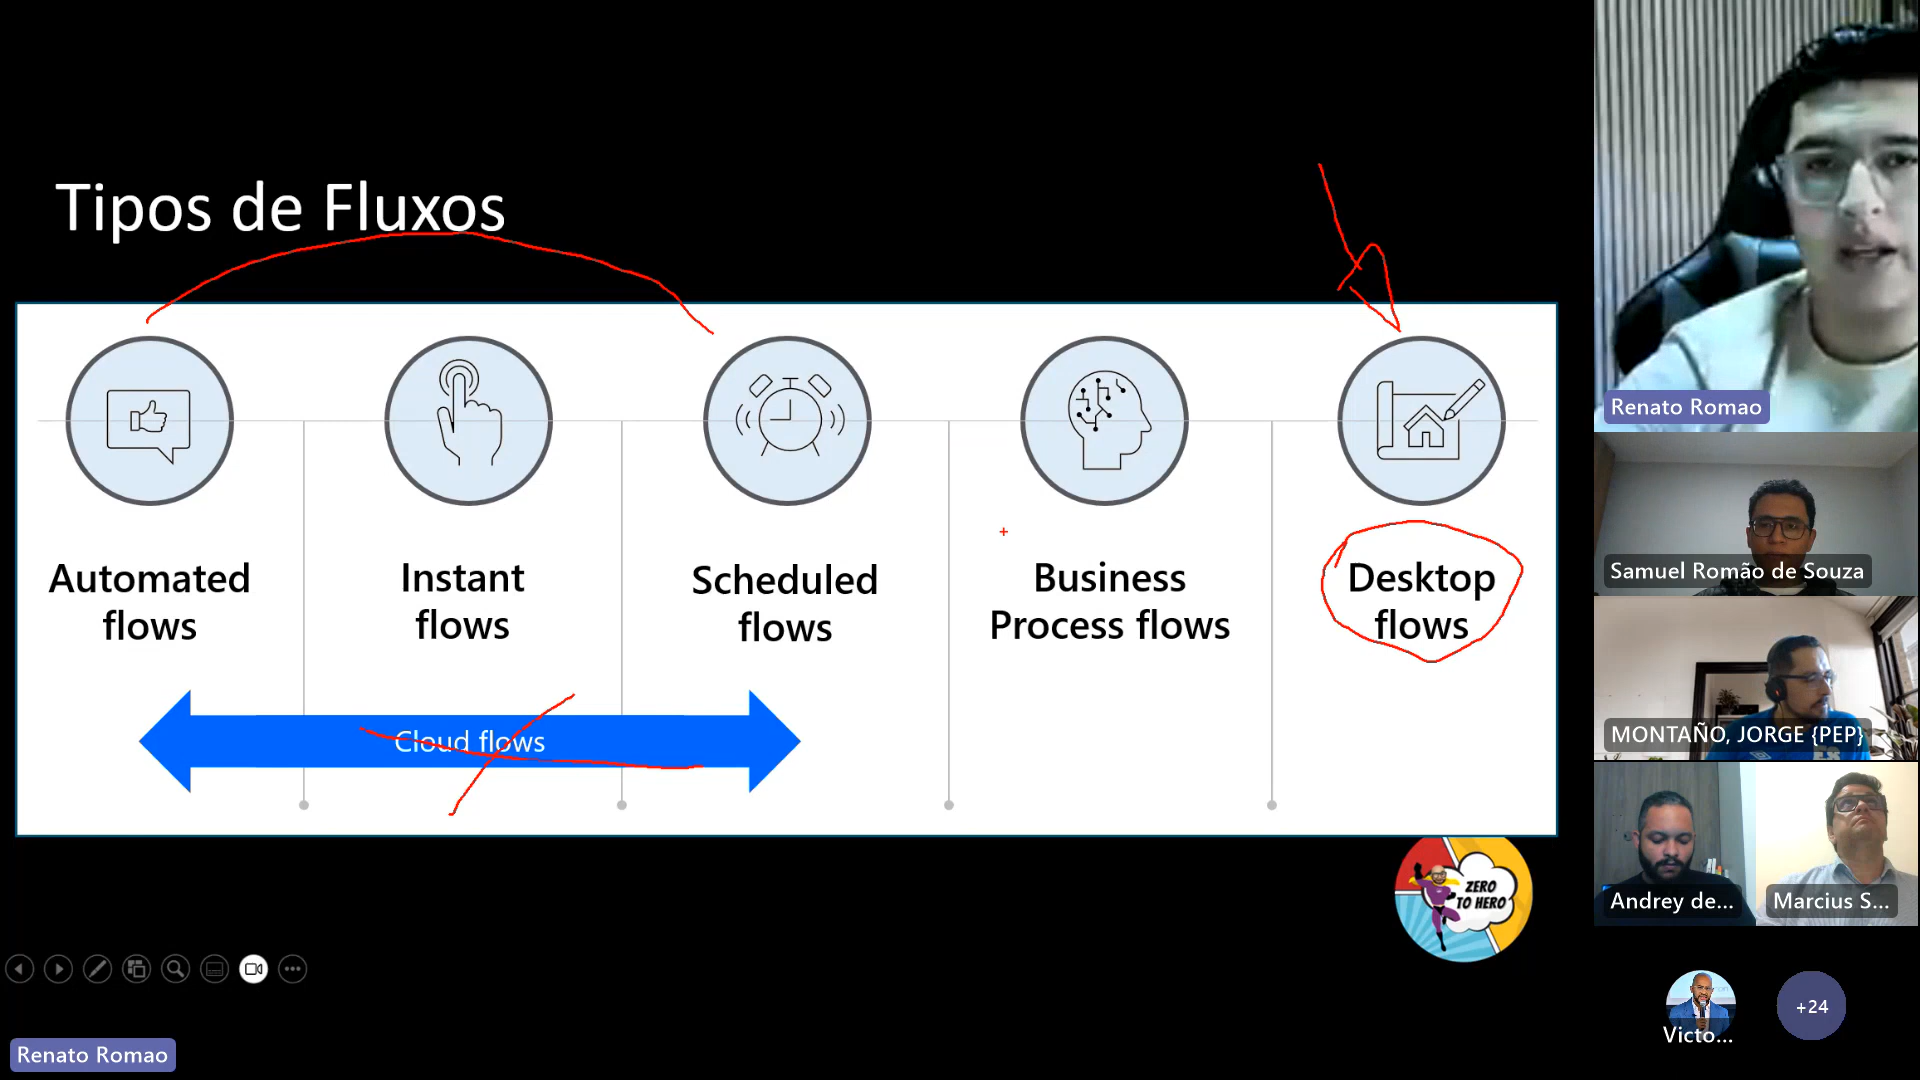 Tipos de Fluxos
Automated
flows
Instant
flows
Scheduled
flows
Business
Process flows
Desktop
flows
Cloud flows
ZERO
TO HERO
Renato Romao
Renato Romao
Samuel Romão de Souza
MONTAÑO, JORGE {PEP}
Andrey de...
Marcius S...
Victo...
+24